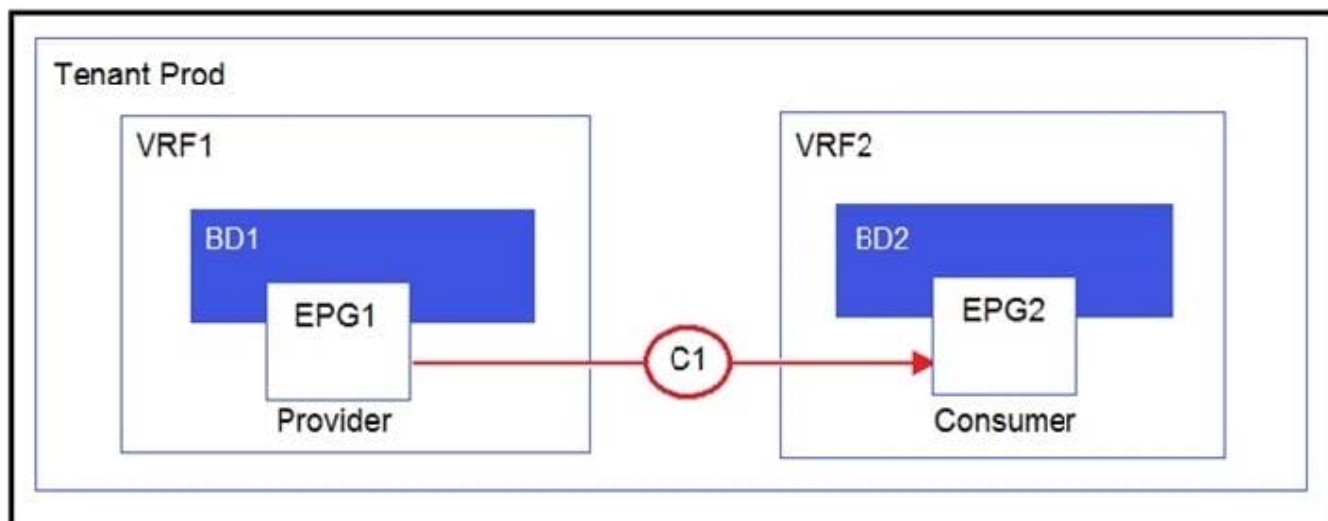 Tenant Prod
VRF1
VRF2
BD1
BD2
EPG1
EPG2
C1
Provider
Consumer